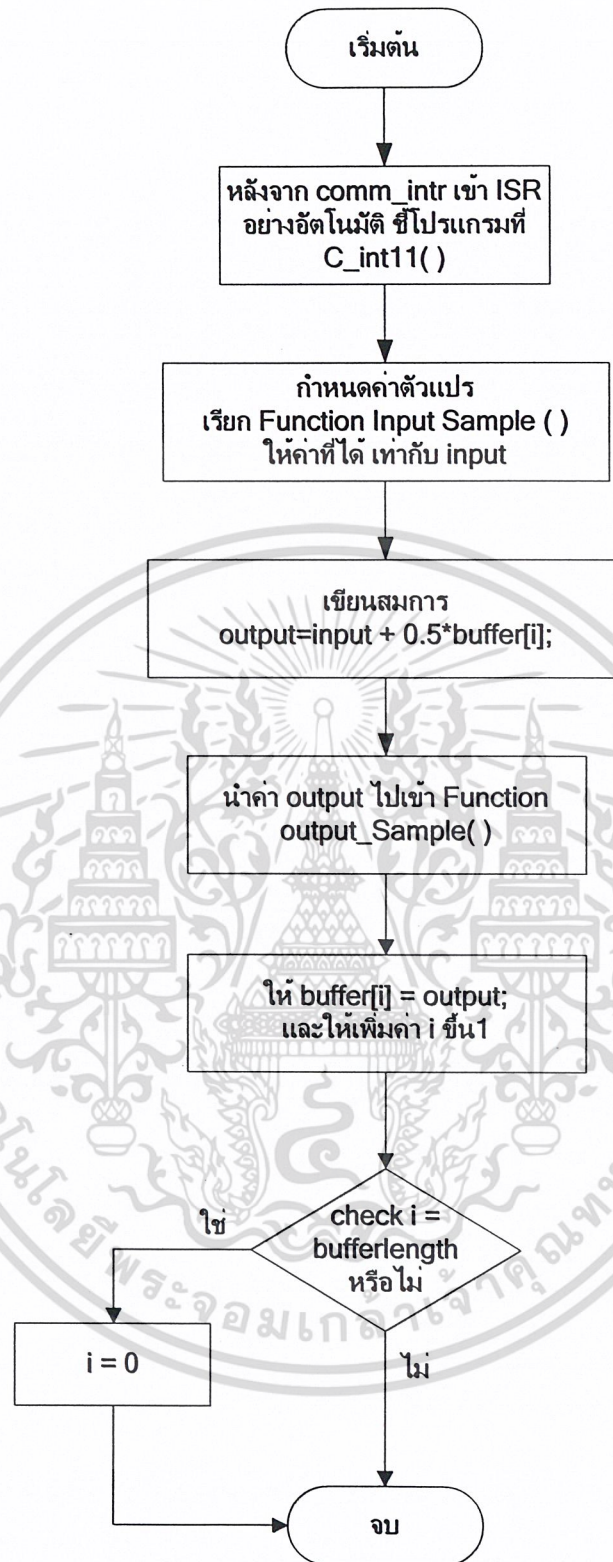 เริ่มต้น
หลังจาก comm_intr เข้า ISR
อย่างอัตโนมัติ ชี้โปรแกรมที่
C_int11( )
กำหนดค่าตัวแปร
เรียก Function Input Sample ( )
ให้ค่าที่ได้ เท่ากับ input
เขียนสมการ
output=input + 0.5*buffer[i];
นำค่า output ไปเข้า Function
output_Sample( )
ให้ buffer[i] = output;
และให้เพิ่มค่า i ขึ้น1
check i =
bufferlength
หรือไม่
ใช่
ไม่
i = 0
จบ